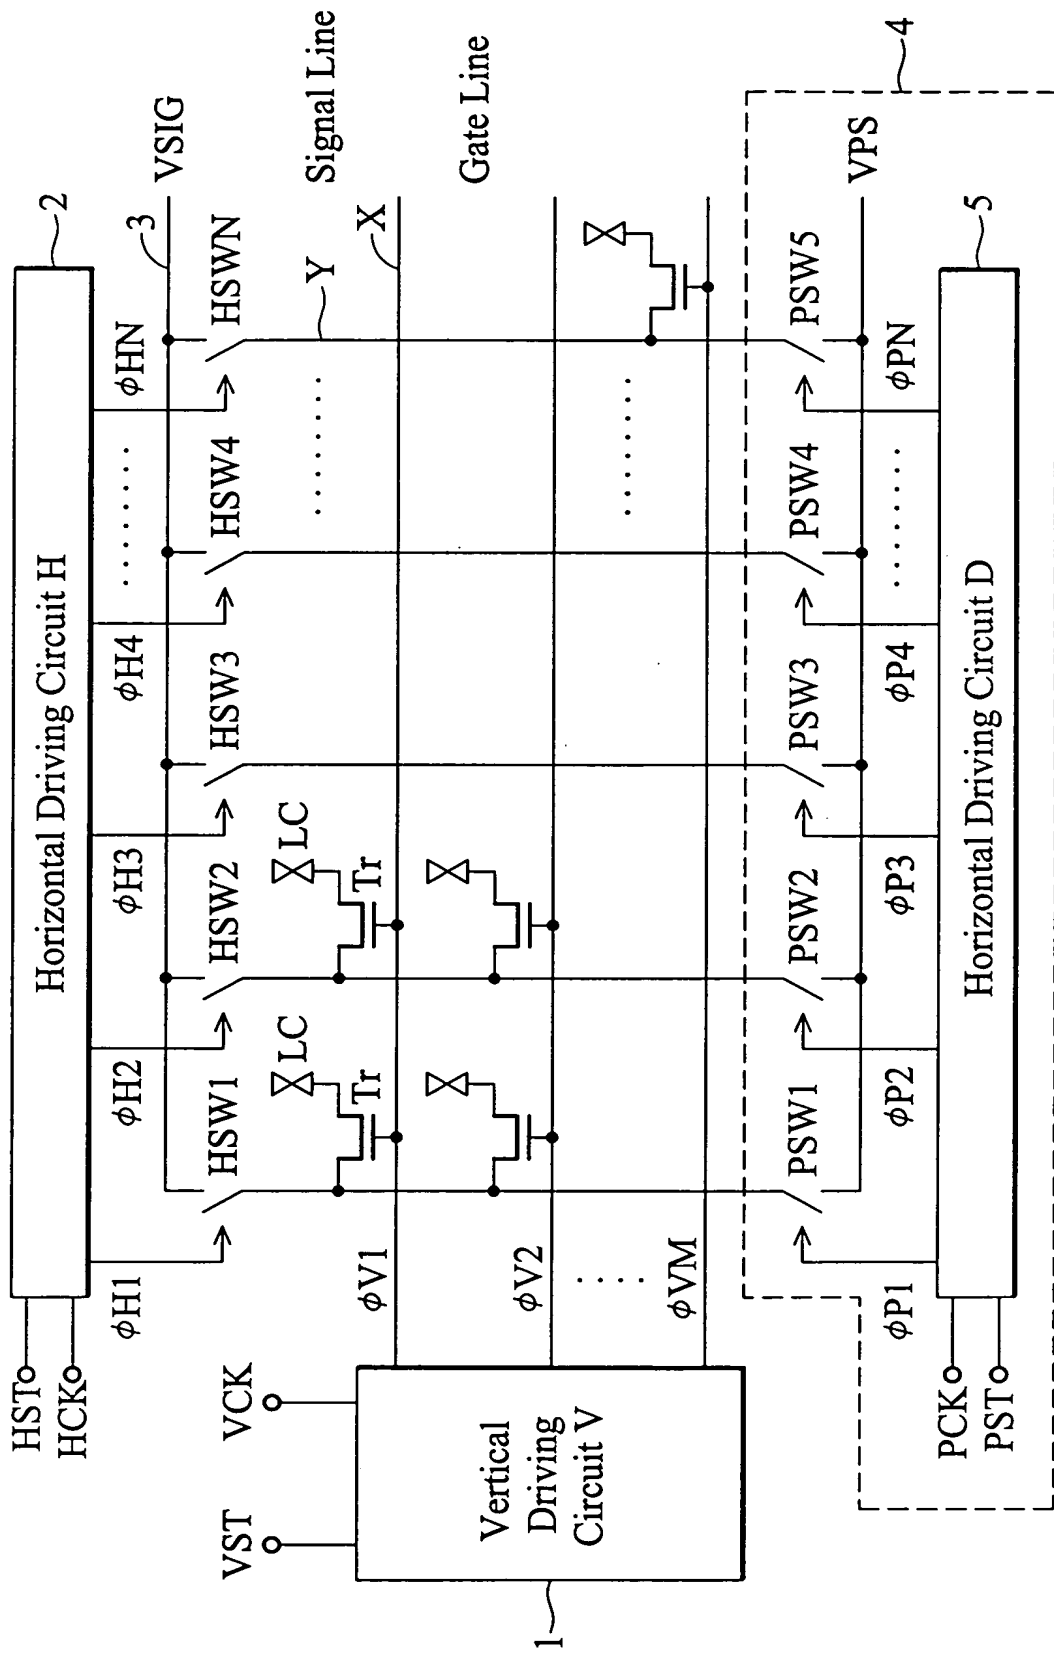 HST
HCK
Horizontal Driving Circuit H
2
3
VSIG
ϕH1
ϕH2
ϕH3
ϕH4
........
ϕHN
HSW1
HSW2
HSW3
HSW4
HSWN
VST
VCK
LC
LC
........
Y
Signal Line
Tr
Tr
X
ϕV1
Gate Line
Vertical
Driving
Circuit V
1
ϕV2
....
ϕVM
........
4
PSW1
PSW2
PSW3
PSW4
PSW5
VPS
ϕP1
ϕP2
ϕP3
ϕP4
........
ϕPN
PCK
PST
Horizontal Driving Circuit D
5